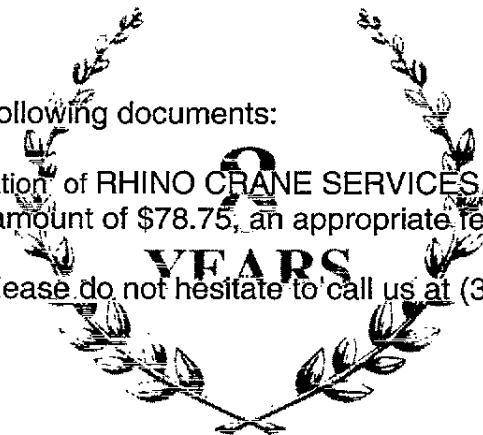 ollowing documents:
ation of RHINO CRANE SERVICES,
amount of $78.75, an appropriate fe
YEARS
lease do not hesitate to call us at (3